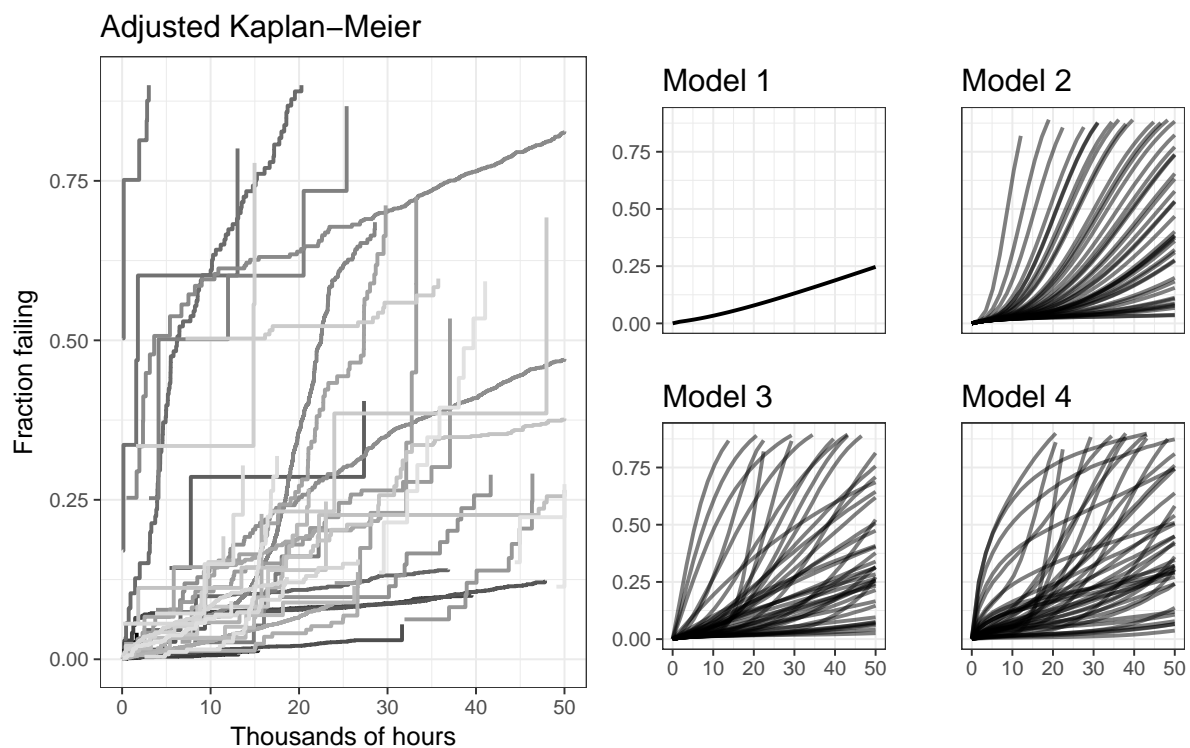 Adjusted Kaplan−Meier
Fraction failing
0.75
0.50
0.25
0.00
0 10 20 30 40 50
Thousands of hours
Model 1
0.75
0.50
0.25
0.00
Model 2
Model 3
0.75
0.50
0.25
0.00
0 10 20 30 40 50
Model 4
0 10 20 30 40 50